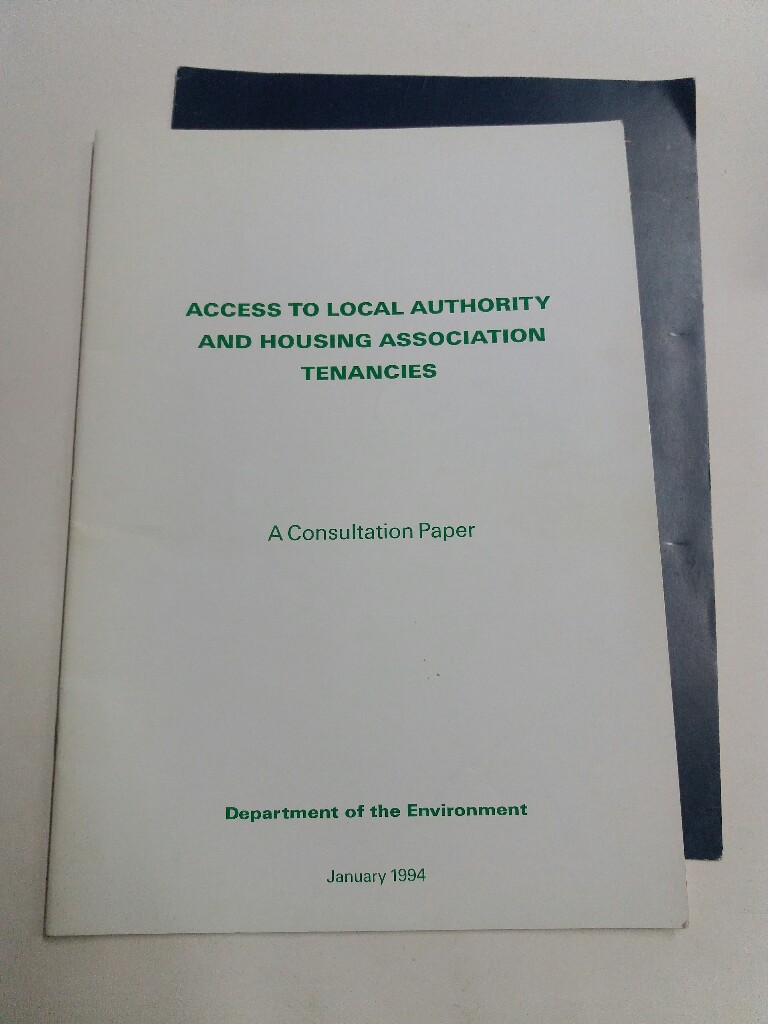 ACCESS TO LOCAL AUTHORITY
AND HOUSING ASSOCIATION
TENANCIES
A Consultation Paper
Department of the Environment
January 1994